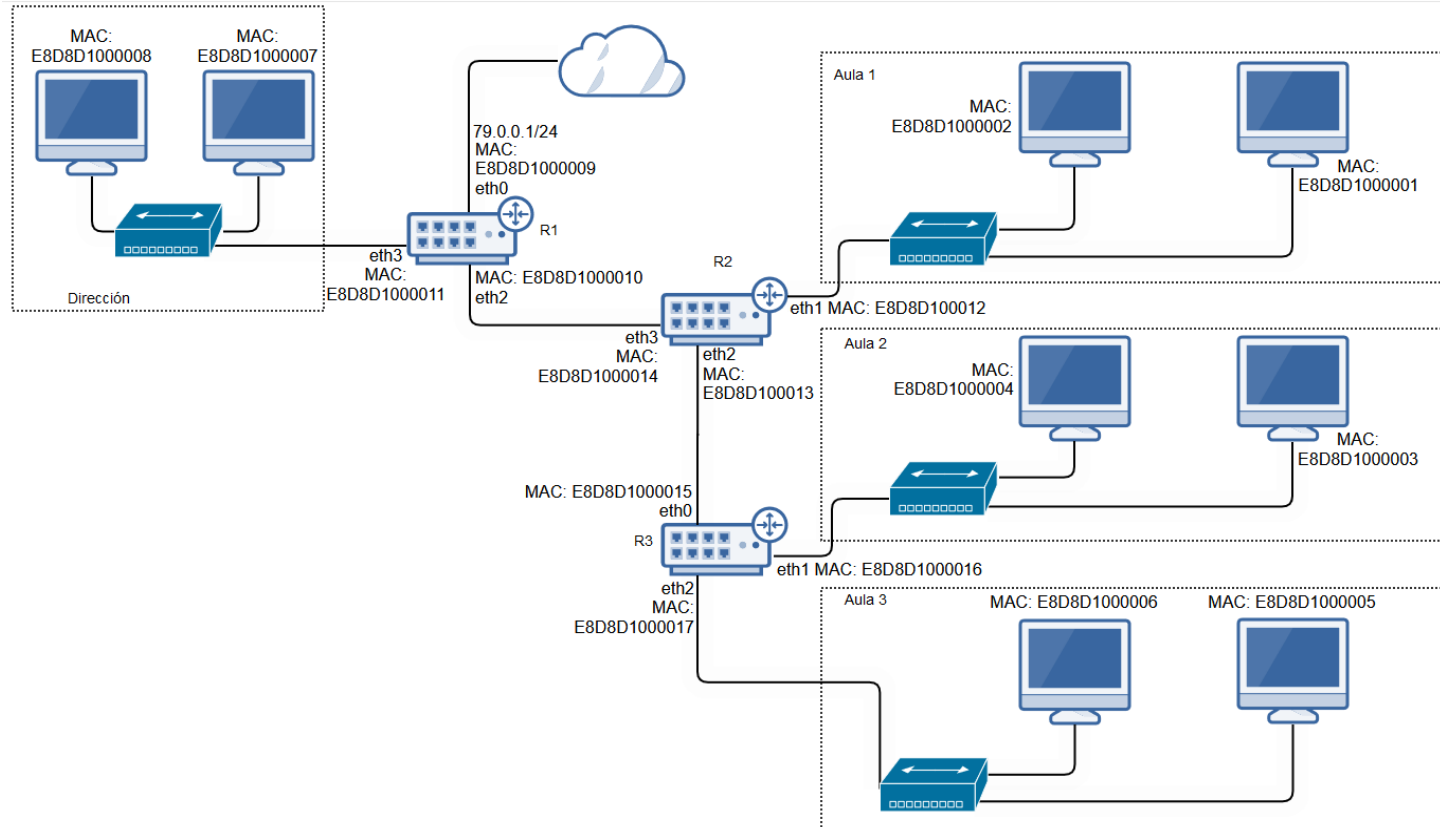 MAC:
E8D8D1000008
MAC:
E8D8D1000007
Dirección
79.0.0.1/24
MAC:
E8D8D1000009
eth0
R1
eth3
MAC:
E8D8D1000011
MAC: E8D8D1000010
eth2
R2
eth1 MAC: E8D8D100012
eth3
MAC:
E8D8D1000014
eth2
MAC:
E8D8D100013
MAC: E8D8D1000015
eth0
R3
eth1 MAC: E8D8D1000016
eth2
MAC:
E8D8D1000017
Aula 1
MAC:
E8D8D1000002
MAC:
E8D8D1000001
Aula 2
MAC:
E8D8D1000004
MAC:
E8D8D1000003
Aula 3
MAC: E8D8D1000006
MAC: E8D8D1000005